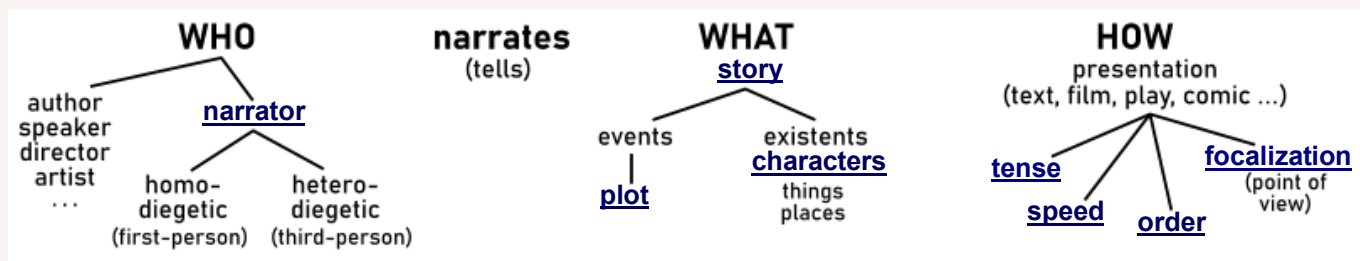 WHO
author
speaker
director
artist
...
narrator
homo-
diegetic
(first-person)
hetero-
diegetic
(third-person)
narrates
(tells)
WHAT
story
events
plot
existents
characters
things
places
HOW
presentation
(text, film, play, comic ...)
tense
speed
order
focalization
(point of
view)